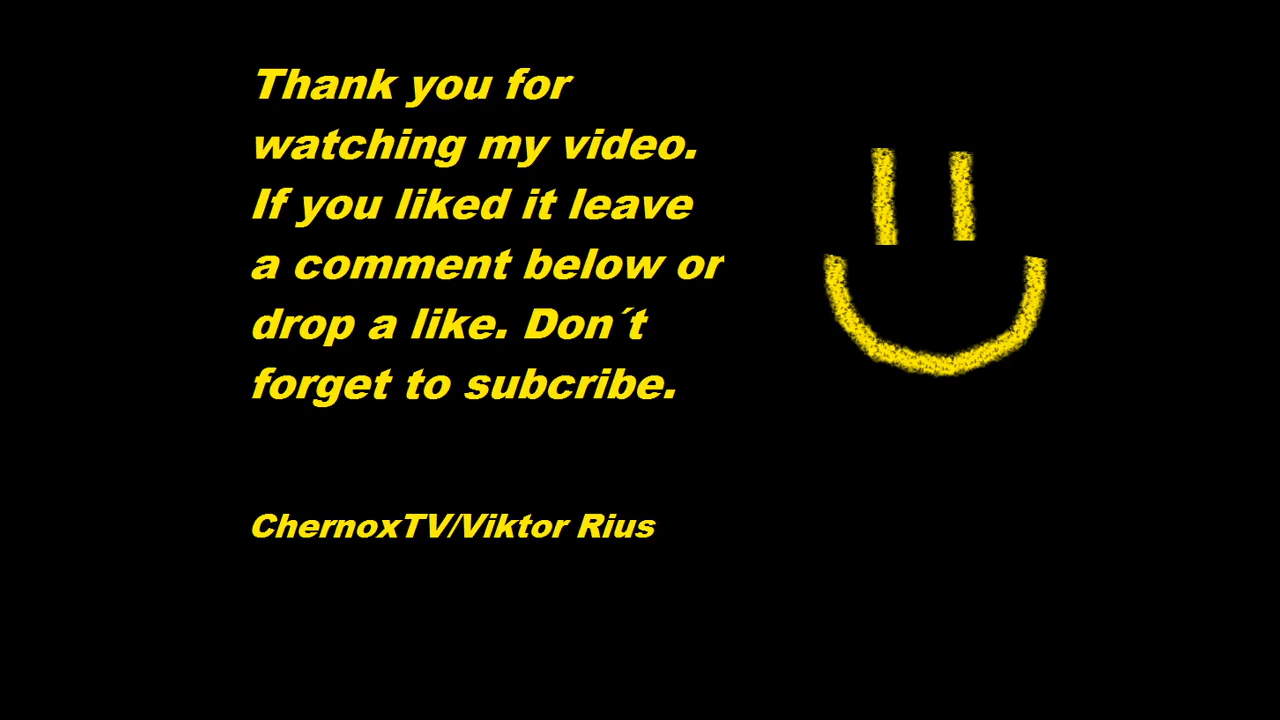 Thank you for
watching my video.
If you liked it leave
a comment below or
drop a like. Don´t
forget to subcribe.
ChernoxTV/Viktor Rius